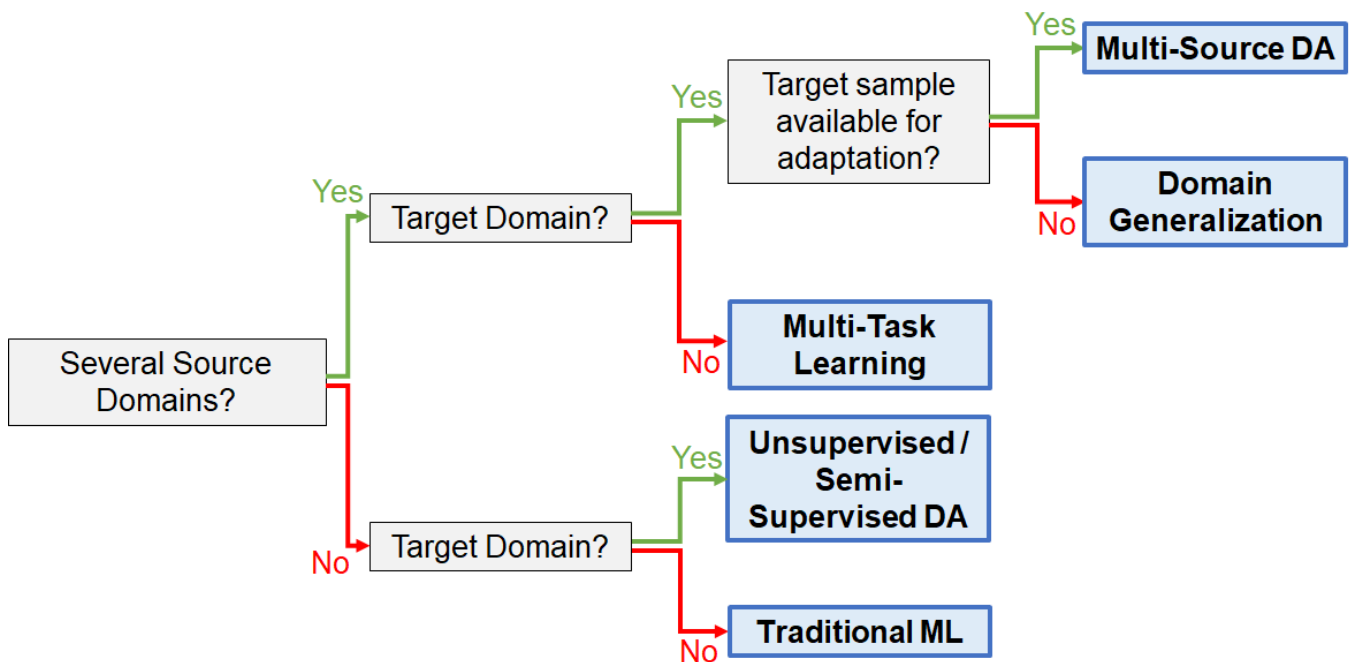 Yes
Multi-Source DA
Yes
Target sample
available for
adaptation?
No
Domain
Generalization
Yes
Target Domain?
No
Multi-Task
Learning
Several Source
Domains?
Yes
Unsupervised /
Semi-
Supervised DA
No
Target Domain?
No
Traditional ML